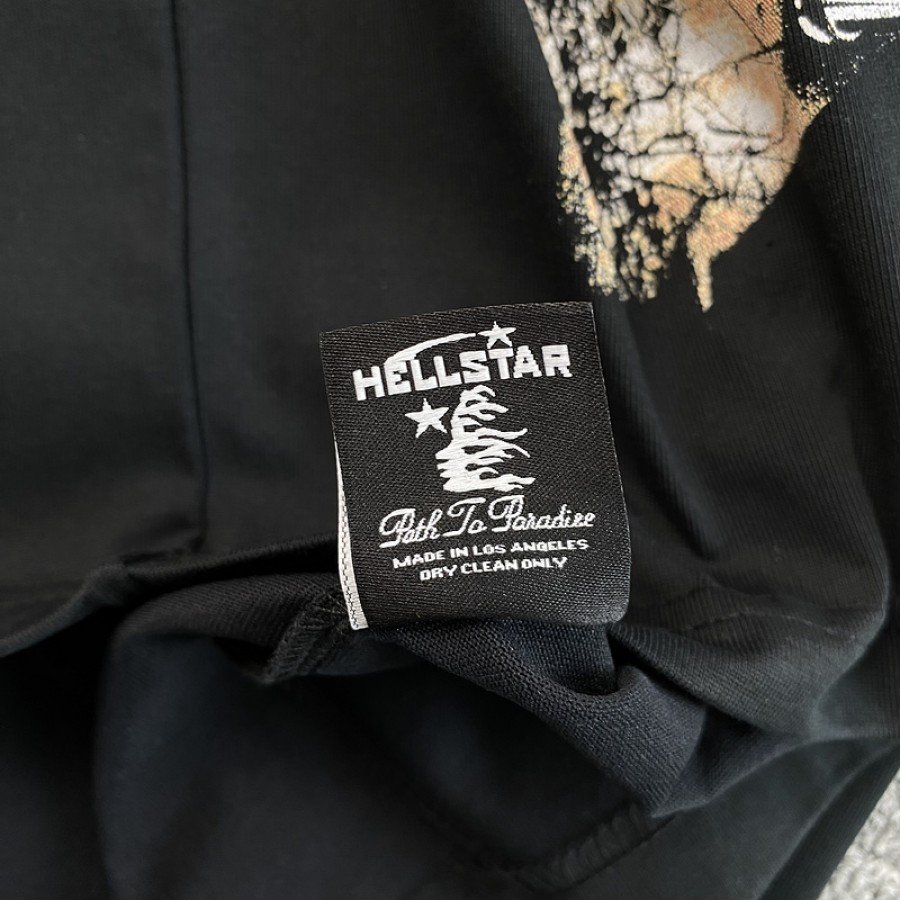 HELLSTAR
Path To Paradise
MADE IN LOS ANGELES
DRY CLEAN ONLY